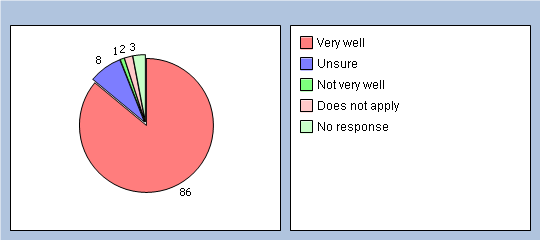 8
1
2
3
86
Very well
Unsure
Not very well
Does not apply
No response